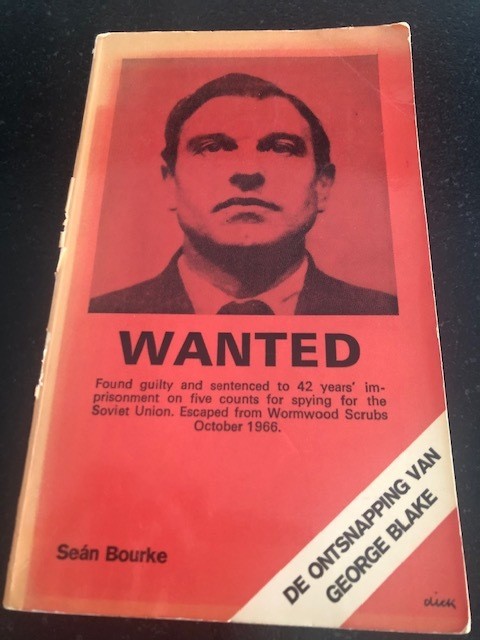 WANTED
Found guilty and sentenced to 42 years' im-
prisonment on five counts for spying for the
Soviet Union. Escaped from Wormwood Scrubs
October 1966.
Seán Bourke
DE ONTSNAPPING VAN
GEORGE BLAKE
dick